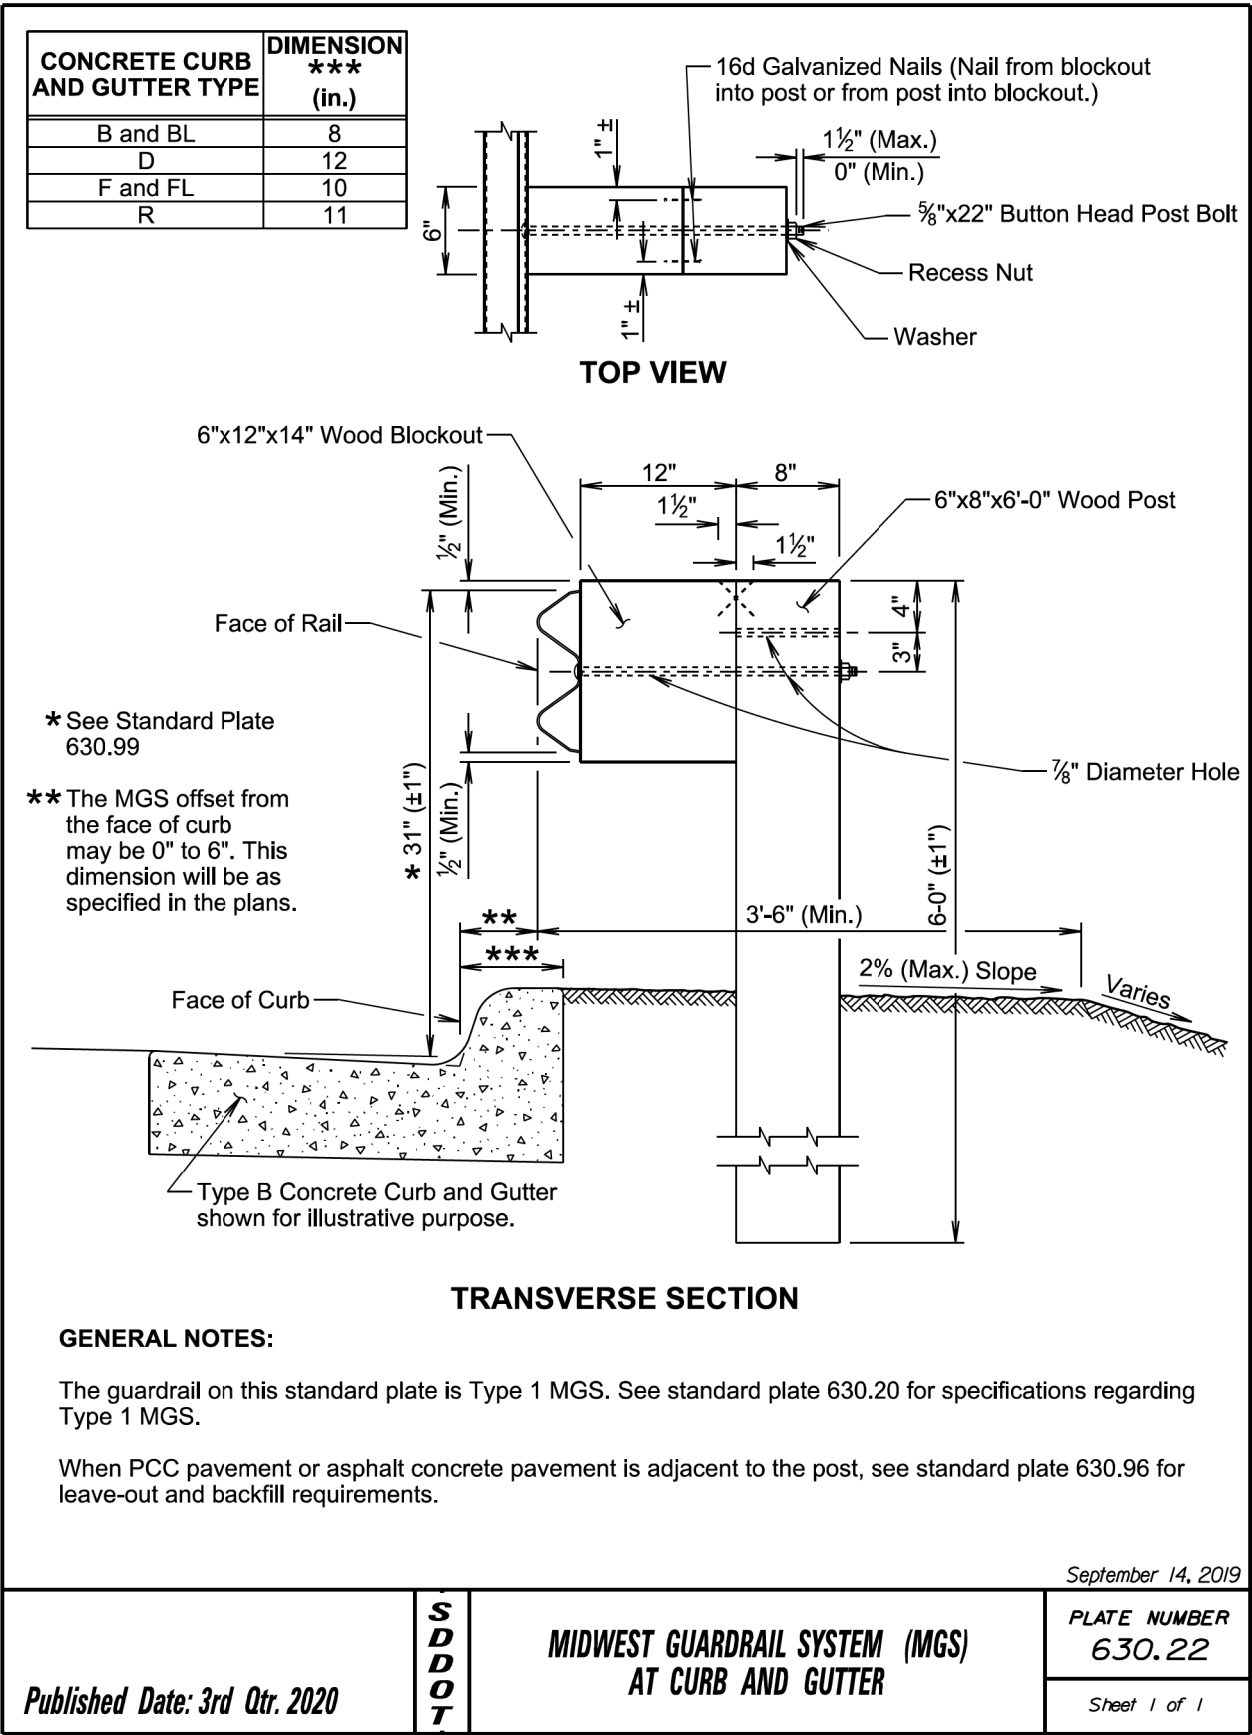 CONCRETE CURB
AND GUTTER TYPE
DIMENSION
***
(in.)
B and BL 8
D 12
F and FL 10
R 11
16d Galvanized Nails (Nail from blockout
into post or from post into blockout.)
1" ±
1½" (Max.)
0" (Min.)
6"
⅝"x22" Button Head Post Bolt
Recess Nut
1" ±
Washer
TOP VIEW
6"x12"x14" Wood Blockout
½" (Min.)
12"
8"
1½"
1½"
6"x8"x6'-0" Wood Post
Face of Rail
4"
3"
* See Standard Plate
630.99
⅞" Diameter Hole
** The MGS offset from
the face of curb
may be 0" to 6". This
dimension will be as
specified in the plans.
* 31" (±1")
½" (Min.)
6-0" (±1")
**
3'-6" (Min.)
***
2% (Max.) Slope
Varies
Face of Curb
Type B Concrete Curb and Gutter
shown for illustrative purpose.
TRANSVERSE SECTION
GENERAL NOTES:
The guardrail on this standard plate is Type 1 MGS. See standard plate 630.20 for specifications regarding
Type 1 MGS.
When PCC pavement or asphalt concrete pavement is adjacent to the post, see standard plate 630.96 for
leave-out and backfill requirements.
September 14, 2019
Published Date: 3rd Qtr. 2020
S
D
D
O
T
MIDWEST GUARDRAIL SYSTEM (MGS)
AT CURB AND GUTTER
PLATE NUMBER
630.22
Sheet 1 of 1